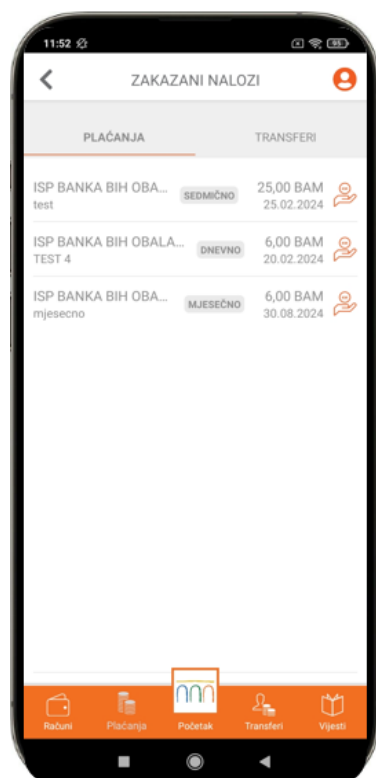 11:52
95
ZAKAZANI NALOZI
PLAĆANJA
TRANSFERI
ISP BANKA BIH OBA... SEDMIČNO 25,00 BAM
test 25.02.2024
ISP BANKA BIH OBALA... DNEVNO 6,00 BAM
TEST 4 20.02.2024
ISP BANKA BIH OBA... MJESEČNO 6,00 BAM
mjesecno 30.08.2024
Računi Plaćanja Početak Transferi Vijesti